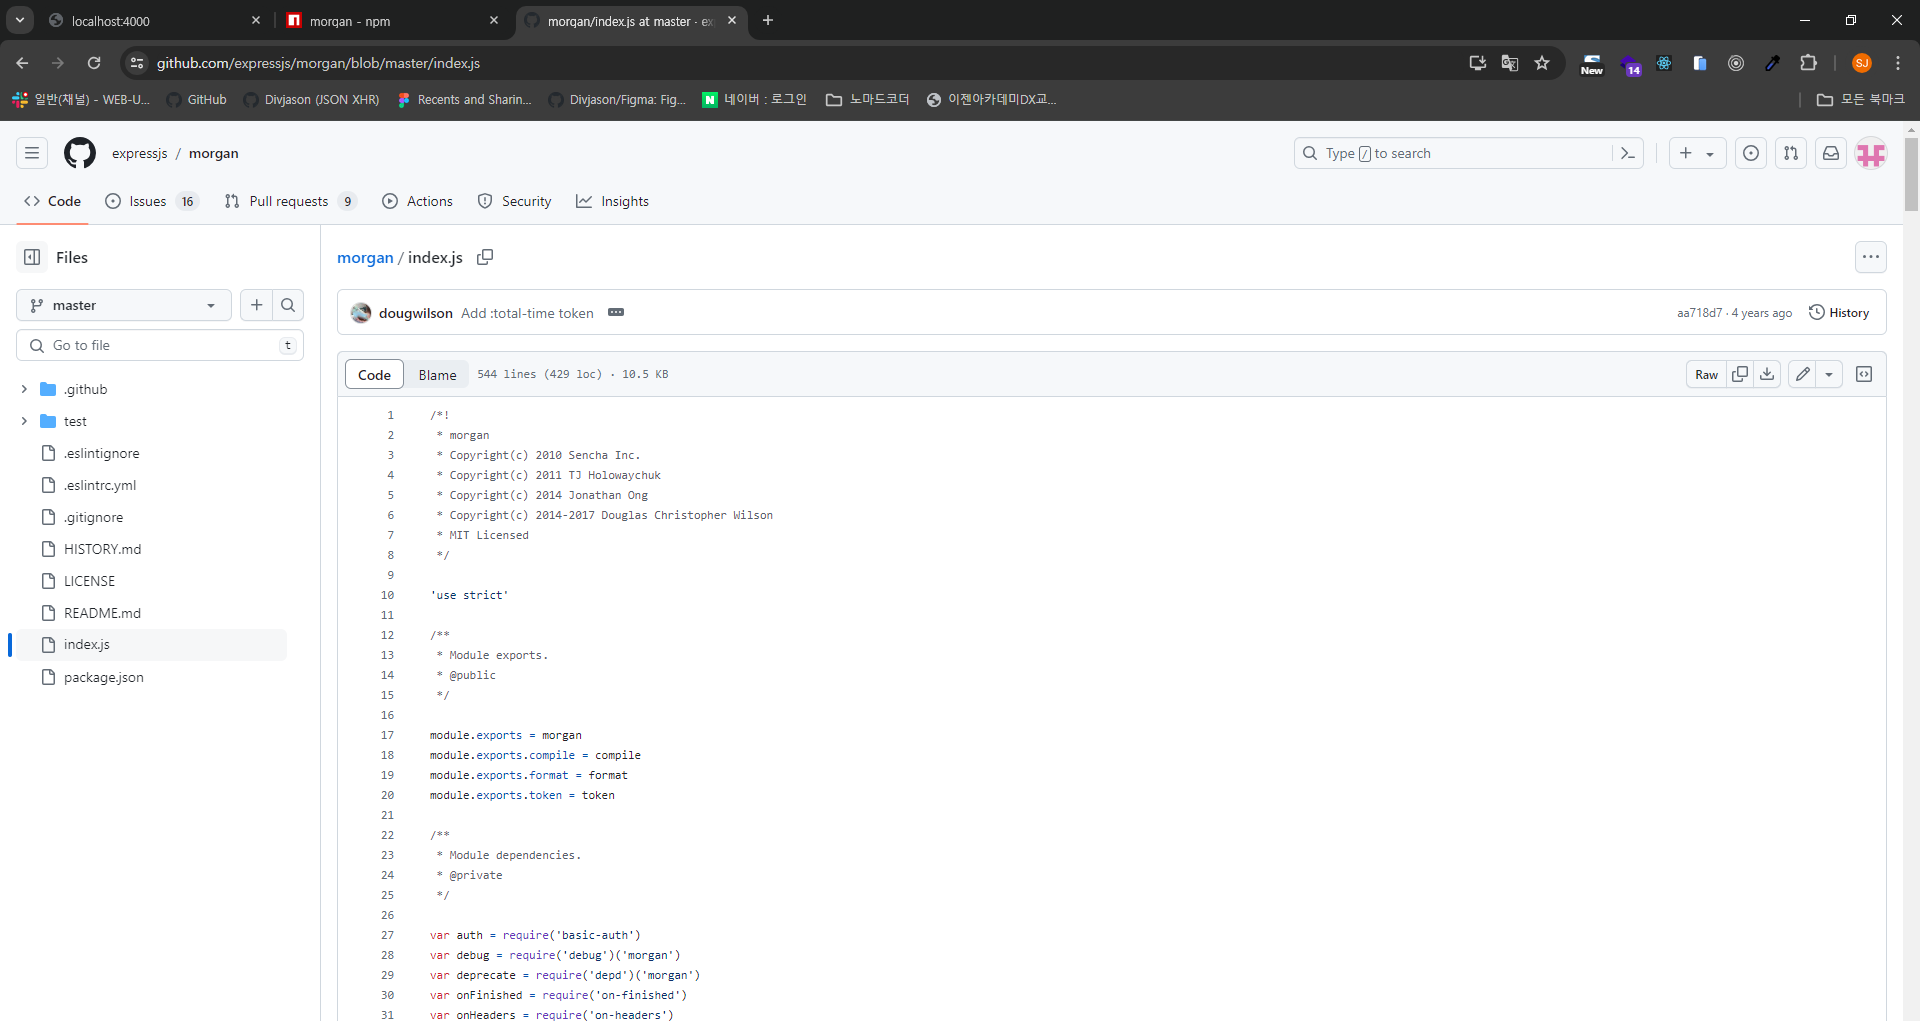 localhost:4000
morgan - npm
morgan/index.js at master · ex
github.com/expressjs/morgan/blob/master/index.js
New
14
SJ
일반(채널) - WEB-U...
GitHub
Divjason (JSON XHR)
Recents and Sharin...
Divjason/Figma: Fig...
N
네이버 : 로그인
노마드코더
이젠아카데미DX교...
모든 북마크
expressjs / morgan
Type / to search
Code
Issues 16
Pull requests 9
Actions
Security
Insights
Files
master
Go to file
t
.github
test
.eslintignore
.eslintrc.yml
.gitignore
HISTORY.md
LICENSE
README.md
index.js
package.json
morgan / index.js
dougwilson Add :total-time token
aa718d7 · 4 years ago
History
Code
Blame
544 lines (429 loc) · 10.5 KB
Raw
1 /*!
2 * morgan
3 * Copyright(c) 2010 Sencha Inc.
4 * Copyright(c) 2011 TJ Holowaychuk
5 * Copyright(c) 2014 Jonathan Ong
6 * Copyright(c) 2014-2017 Douglas Christopher Wilson
7 * MIT Licensed
8 */
9
10 'use strict'
11
12 /**
13 * Module exports.
14 * @public
15 */
16
17 module.exports = morgan
18 module.exports.compile = compile
19 module.exports.format = format
20 module.exports.token = token
21
22 /**
23 * Module dependencies.
24 * @private
25 */
26
27 var auth = require('basic-auth')
28 var debug = require('debug')('morgan')
29 var deprecate = require('depd')('morgan')
30 var onFinished = require('on-finished')
31 var onHeaders = require('on-headers')